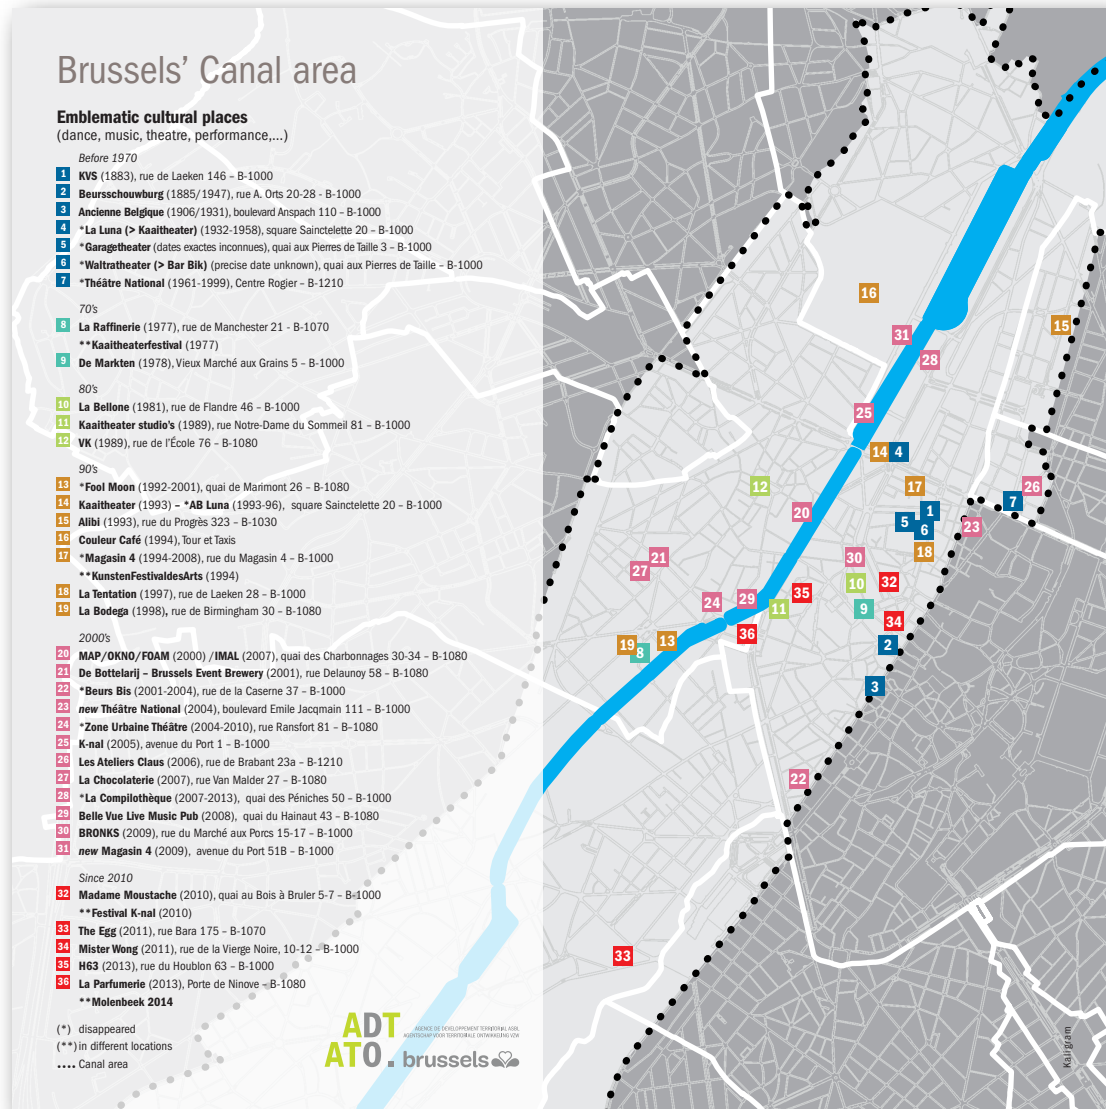 Brussels' Canal area
Emblematic cultural places
(dance, music, theatre, performance,...)
Before 1970
1 KVS (1883), rue de Laeken 146 – B-1000
2 Beursschouwburg (1885/1947), rue A. Orts 20-28 - B-1000
3 Ancienne Belgique (1906/1931), boulevard Anspach 110 – B-1000
4 *La Luna (> Kaaitheater) (1932-1958), square Sainctelette 20 – B-1000
5 *Garagetheater (dates exactes inconnues), quai aux Pierres de Taille 3 – B-1000
6 *Waltratheater (> Bar Bik) (precise date unknown), quai aux Pierres de Taille – B-1000
7 *Théâtre National (1961-1999), Centre Rogier – B-1210
70's
8 La Raffinerie (1977), rue de Manchester 21 - B-1070
**Kaaitheaterfestival (1977)
9 De Markten (1978), Vieux Marché aux Grains 5 – B-1000
80's
10 La Bellone (1981), rue de Flandre 46 – B-1000
11 Kaaitheater studio's (1989), rue Notre-Dame du Sommeil 81 – B-1000
12 VK (1989), rue de l'École 76 – B-1080
90's
13 *Fool Moon (1992-2001), quai de Marimont 26 – B-1080
14 Kaaitheater (1993) – *AB Luna (1993-96), square Sainctelette 20 – B-1000
15 Alibi (1993), rue du Progrès 323 – B-1030
16 Couleur Café (1994), Tour et Taxis
17 *Magasin 4 (1994-2008), rue du Magasin 4 – B-1000
**KunstenFestivaldesArts (1994)
18 La Tentation (1997), rue de Laeken 28 – B-1000
19 La Bodega (1998), rue de Birmingham 30 – B-1080
2000's
20 MAP/OKNO/FOAM (2000) /IMAL (2007), quai des Charbonnages 30-34 – B-1080
21 De Bottelarij – Brussels Event Brewery (2001), rue Delaunoy 58 – B-1080
22 *Beurs Bis (2001-2004), rue de la Caserne 37 – B-1000
23 new Théâtre National (2004), boulevard Emile Jacqmain 111 – B-1000
24 *Zone Urbaine Théâtre (2004-2010), rue Ransfort 81 – B-1080
25 K-nal (2005), avenue du Port 1 – B-1000
26 Les Ateliers Claus (2006), rue de Brabant 23a – B-1210
27 La Chocolaterie (2007), rue Van Malder 27 – B-1080
28 *La Compilothèque (2007-2013), quai des Péniches 50 – B-1000
29 Belle Vue Live Music Pub (2008), quai du Hainaut 43 – B-1080
30 BRONKS (2009), rue du Marché aux Porcs 15-17 – B-1000
31 new Magasin 4 (2009), avenue du Port 51B – B-1000
Since 2010
32 Madame Moustache (2010), quai au Bois à Bruler 5-7 – B-1000
**Festival K-nal (2010)
33 The Egg (2011), rue Bara 175 – B-1070
34 Mister Wong (2011), rue de la Vierge Noire, 10-12 – B-1000
35 H63 (2013), rue du Houblon 63 – B-1000
36 La Parfumerie (2013), Porte de Ninove – B-1080
**Molenbeek 2014
(*) disappeared
(**) in different locations
.... Canal area
ADT
ATO.
AGENCE DE DÉVELOPPEMENT TERRITORIAL ASBL
AGENTSCHAP VOOR TERRITORIALE ONTWIKKELING VZW
brussels
16
15
31
28
25
14 4
12
17
26
7
20
1
5
6
23
18
21
27
30
10
32
35
24
29
11
9
34
36
13
19
8
2
3
22
33
Kaligram